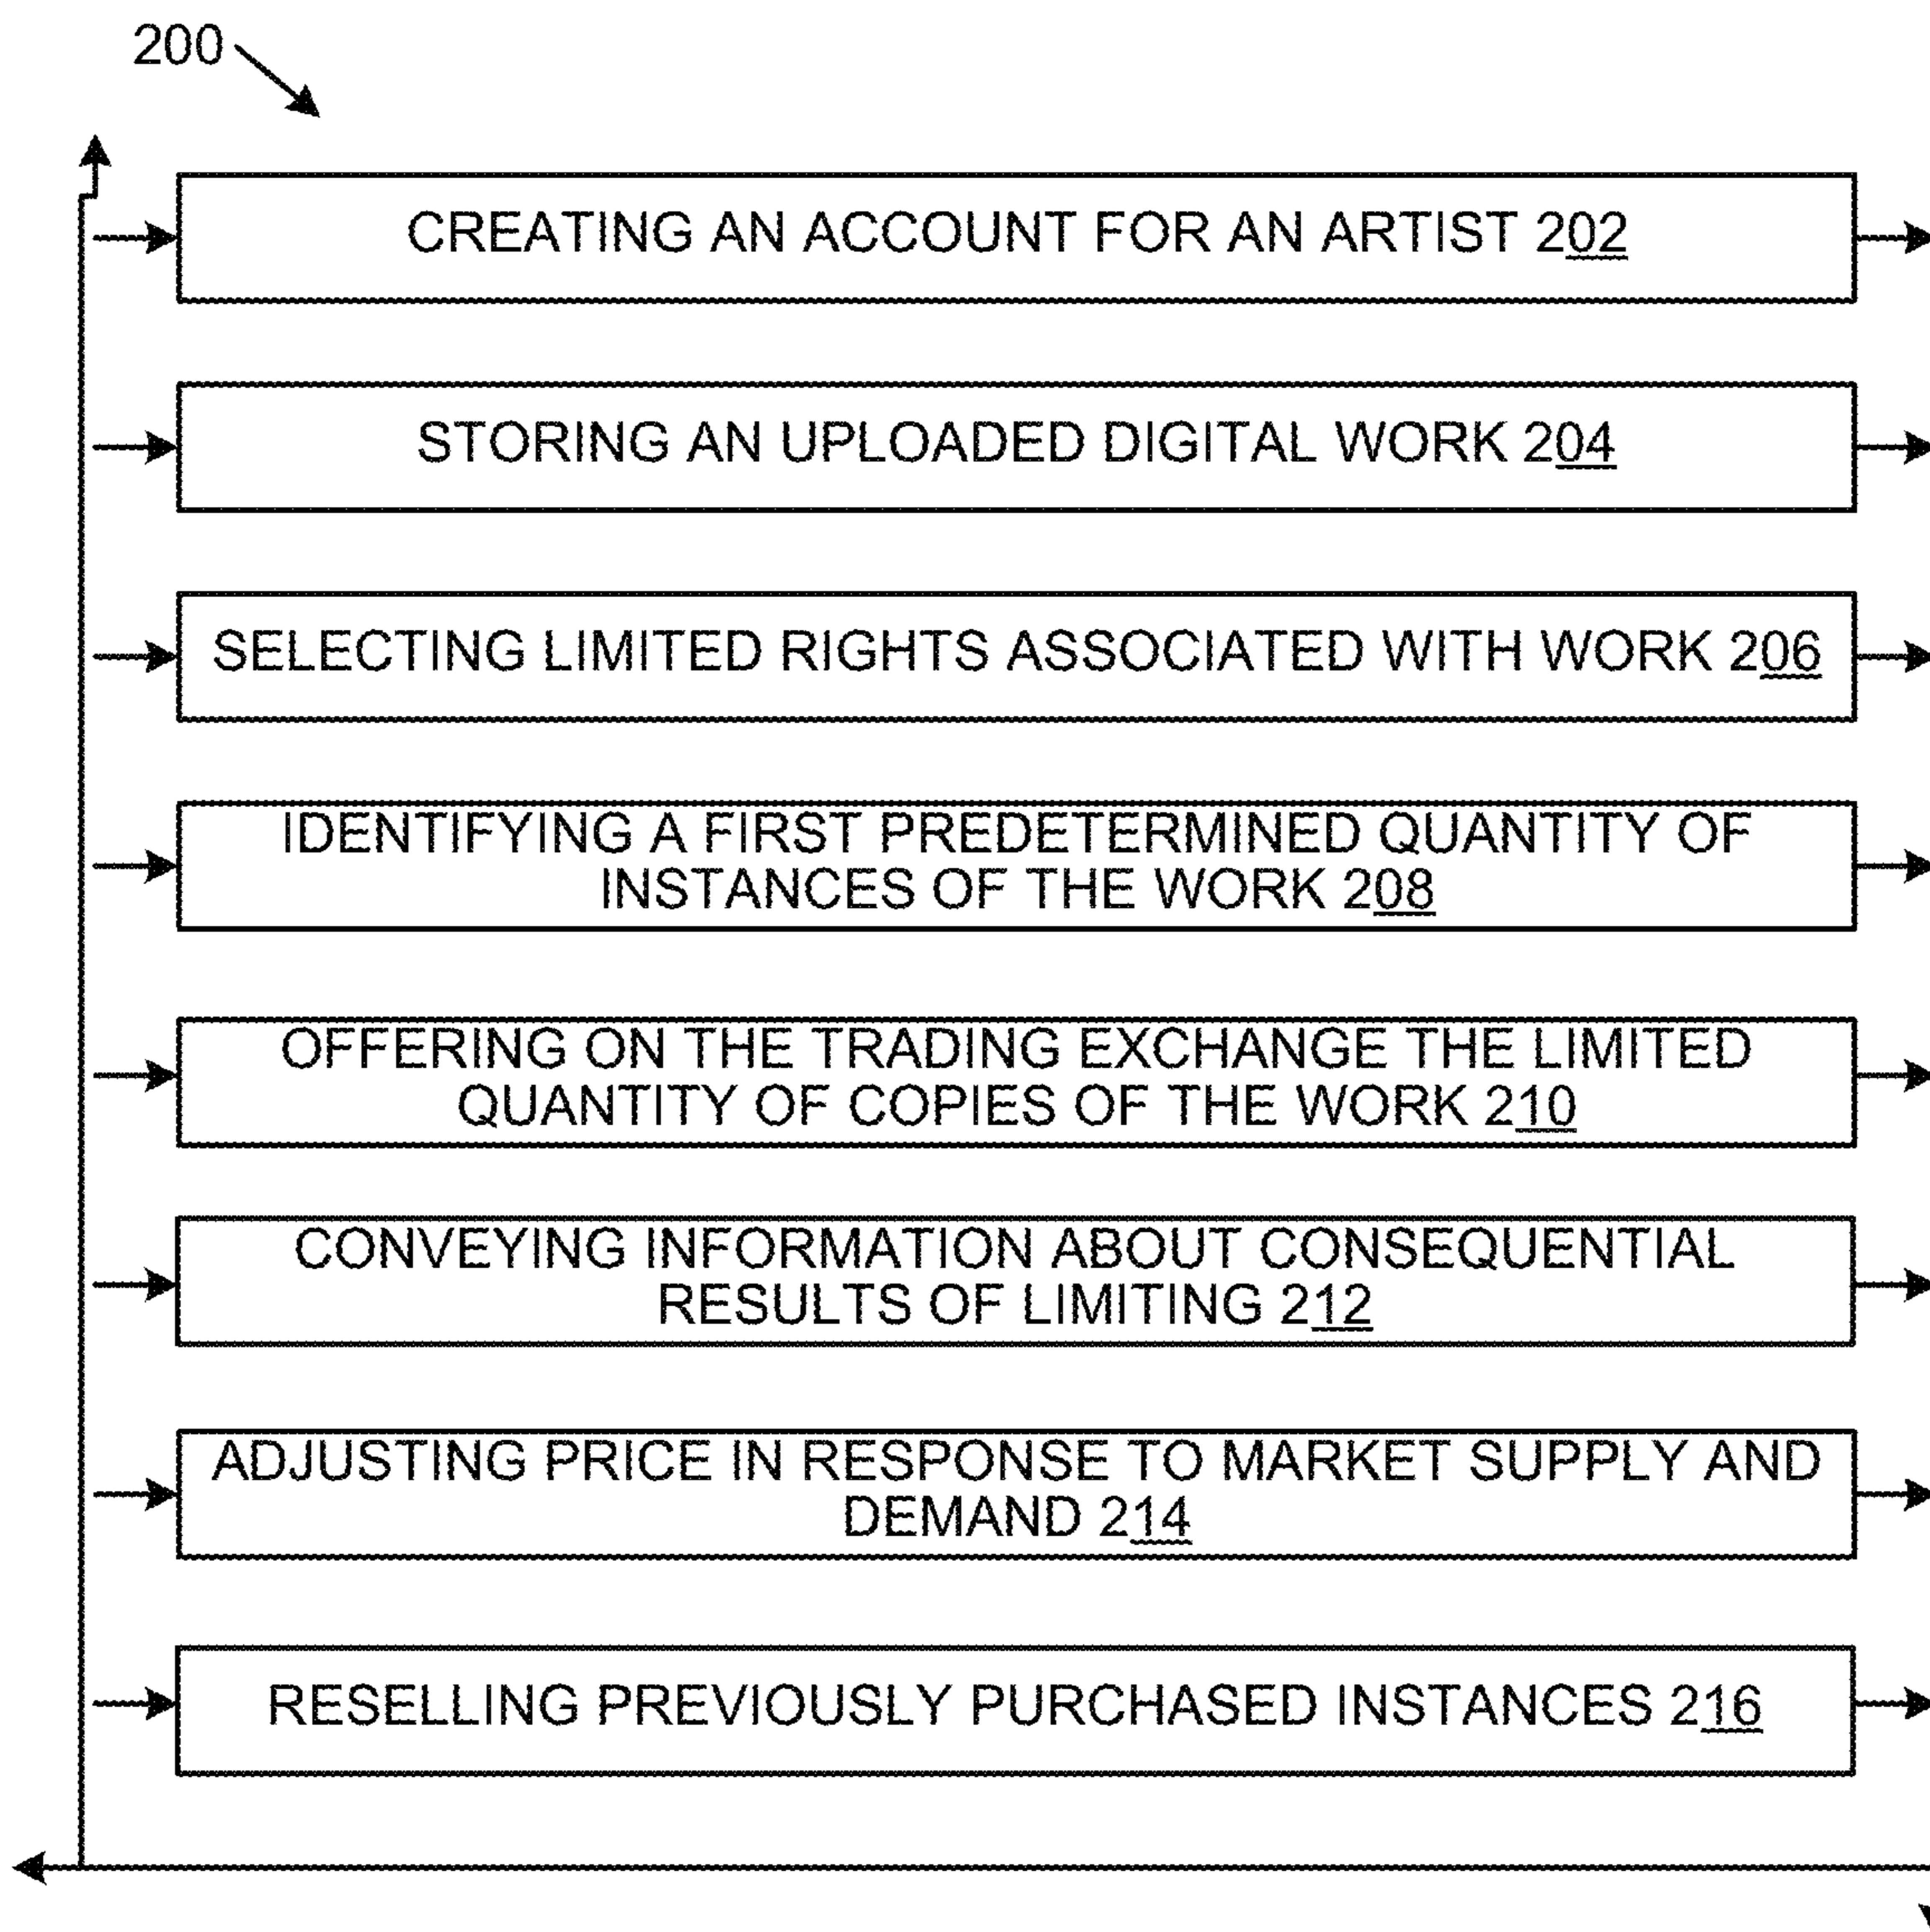 200
CREATING AN ACCOUNT FOR AN ARTIST 202
STORING AN UPLOADED DIGITAL WORK 204
SELECTING LIMITED RIGHTS ASSOCIATED WITH WORK 206
IDENTIFYING A FIRST PREDETERMINED QUANTITY OF
INSTANCES OF THE WORK 208
OFFERING ON THE TRADING EXCHANGE THE LIMITED
QUANTITY OF COPIES OF THE WORK 210
CONVEYING INFORMATION ABOUT CONSEQUENTIAL
RESULTS OF LIMITING 212
ADJUSTING PRICE IN RESPONSE TO MARKET SUPPLY AND
DEMAND 214
RESELLING PREVIOUSLY PURCHASED INSTANCES 216